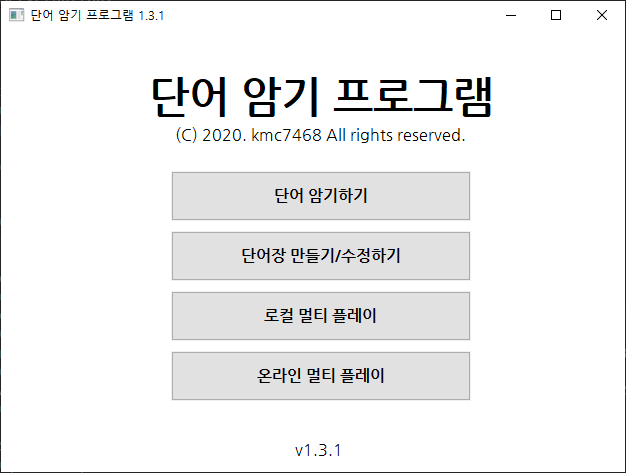 단어 암기 프로그램 1.3.1
단어 암기 프로그램
(C) 2020. kmc7468 All rights reserved.
단어 암기하기
단어장 만들기/수정하기
로컬 멀티 플레이
온라인 멀티 플레이
v1.3.1